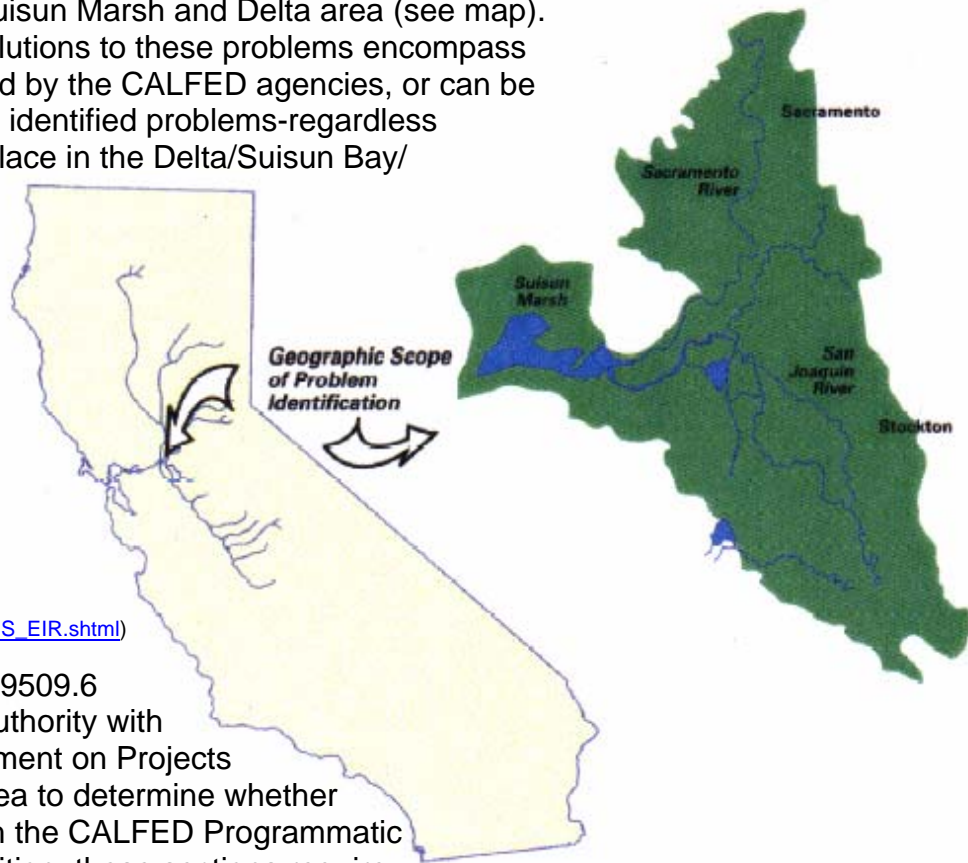 uisun Marsh and Delta area (see map).
lutions to these problems encompass
d by the CALFED agencies, or can be
identified problems-regardless
lace in the Delta/Suisun Bay/
Sacramento
Sacramento
River
Suisun
Marsh
Geographic Scope
of Problem
Identification
San
Joaquin
River
Stockton
S_EIR.shtml)
9509.6
uthority with
ment on Projects
ea to determine whether
n the CALFED Programmatic